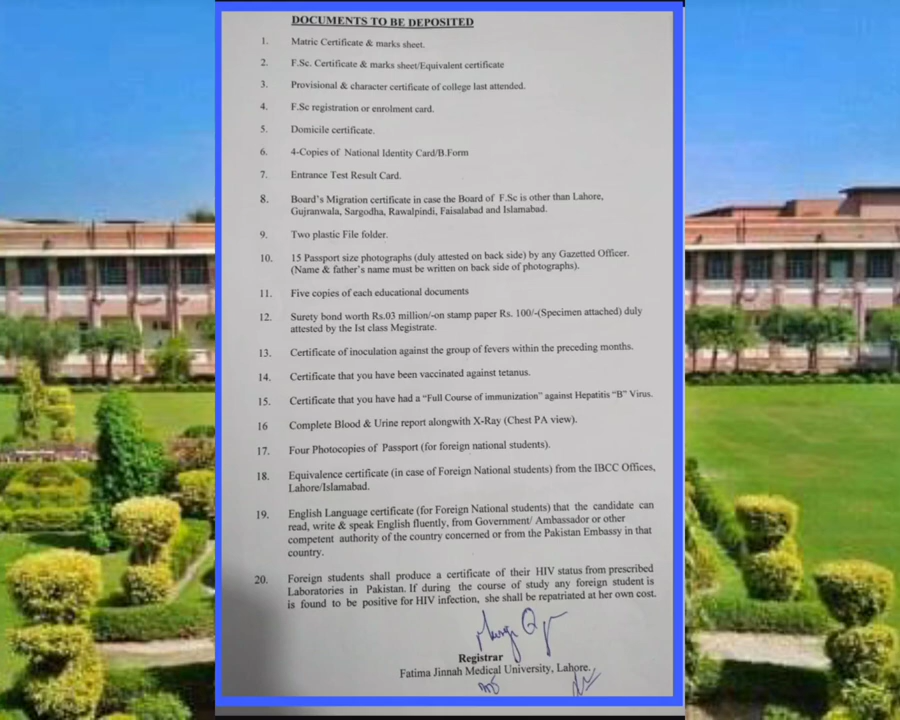 DOCUMENTS TO BE DEPOSITED
1. Matric Certificate & marks sheet.
2. F.Sc. Certificate & marks sheet/Equivalent certificate
3. Provisional & character certificate of college last attended.
4. F.Sc registration or enrolment card.
5. Domicile certificate.
6. 4-Copies of National Identity Card/B.Form
7. Entrance Test Result Card.
8. Board's Migration certificate in case the Board of F.Sc is other than Lahore,
Gujranwala, Sargodha, Rawalpindi, Faisalabad and Islamabad.
9. Two plastic File folder.
10. 15 Passport size photographs (duly attested on back side) by any Gazetted Officer.
(Name & father's name must be written on back side of photographs).
11. Five copies of each educational documents
12. Surety bond worth Rs.03 million/-on stamp paper Rs. 100/-(Specimen attached) duly
attested by the Ist class Megistrate.
13. Certificate of inoculation against the group of fevers within the preceding months.
14. Certificate that you have been vaccinated against tetanus.
15. Certificate that you have had a "Full Course of immunization" against Hepatitis "B" Virus.
16 Complete Blood & Urine report alongwith X-Ray (Chest PA view).
17. Four Photocopies of Passport (for foreign national students).
18. Equivalence certificate (in case of Foreign National students) from the IBCC Offices,
Lahore/Islamabad.
19. English Language certificate (for Foreign National students) that the candidate can
read, write & speak English fluently, from Government/ Ambassador or other
competent authority of the country concerned or from the Pakistan Embassy in that
country.
20. Foreign students shall produce a certificate of their HIV status from prescribed
Laboratories in Pakistan. If during the course of study any foreign student is
is found to be positive for HIV infection, she shall be repatriated at her own cost.
Registrar
Fatima Jinnah Medical University, Lahore.